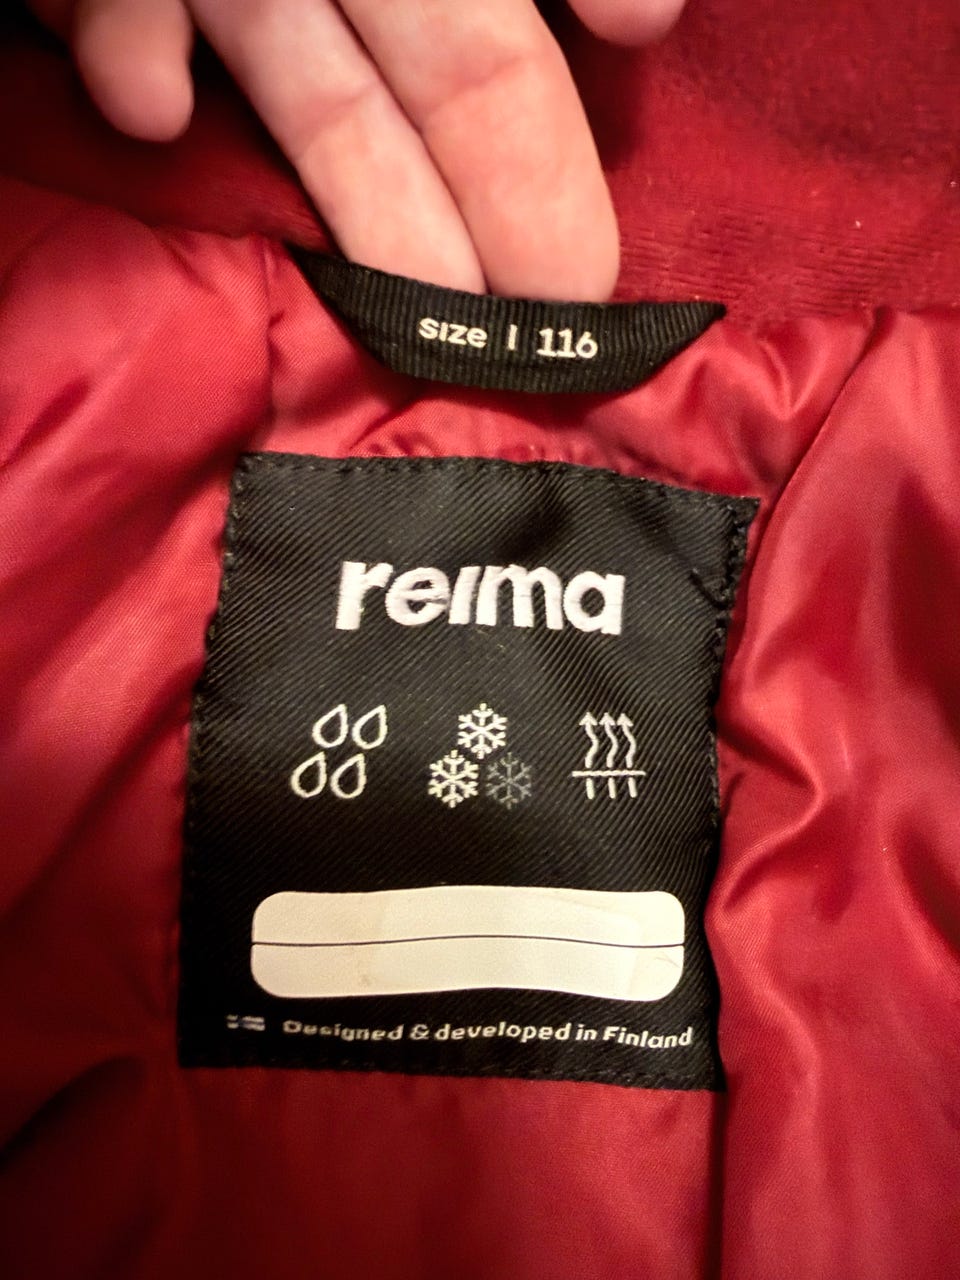 size | 116
reima
Designed & developed in Finland